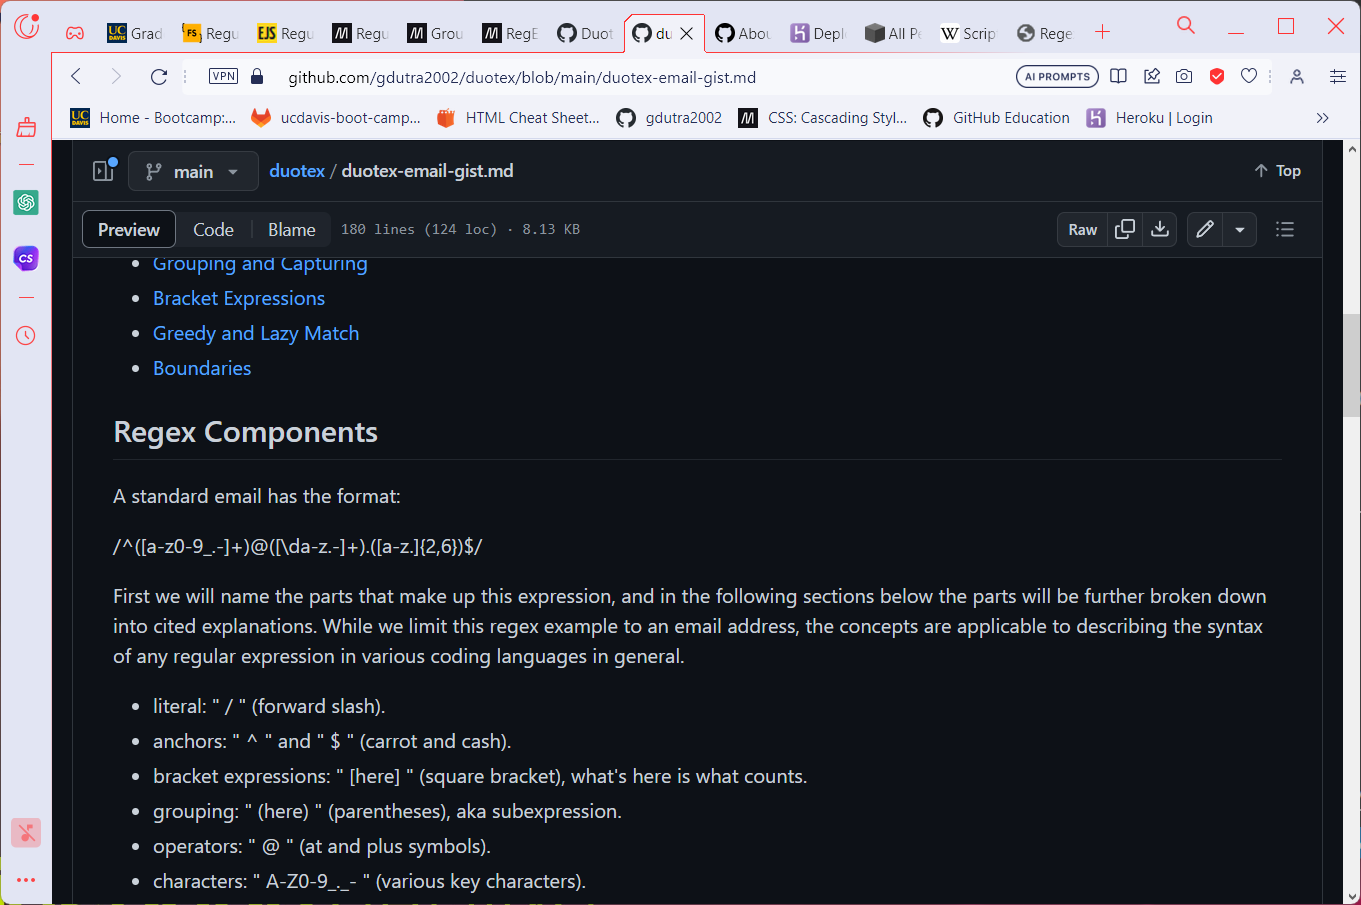 UC DAVIS Grad
FS Regu
EJS Regu
M Regu
M Grou
M RegE
Duot
du
Abou
Depl
All Pe
W Scrip
Rege
VPN
github.com/gdutra2002/duotex/blob/main/duotex-email-gist.md
AI PROMPTS
UC DAVIS Home - Bootcamp:...
ucdavis-boot-camp...
HTML Cheat Sheet...
gdutra2002
M CSS: Cascading Styl...
GitHub Education
Heroku | Login
CS
main
duotex / duotex-email-gist.md
Top
Preview
Code
Blame
180 lines (124 loc) · 8.13 KB
Raw
• Grouping and Capturing
• Bracket Expressions
• Greedy and Lazy Match
• Boundaries
Regex Components
A standard email has the format:
/^([a-z0-9_.-]+)@([\da-z.-]+).([a-z.]{2,6})$/
First we will name the parts that make up this expression, and in the following sections below the parts will be further broken down
into cited explanations. While we limit this regex example to an email address, the concepts are applicable to describing the syntax
of any regular expression in various coding languages in general.
• literal: " / " (forward slash).
• anchors: " ^ " and " $ " (carrot and cash).
• bracket expressions: " [here] " (square bracket), what's here is what counts.
• grouping: " (here) " (parentheses), aka subexpression.
• operators: " @ " (at and plus symbols).
• characters: " A-Z0-9_._- " (various key characters).